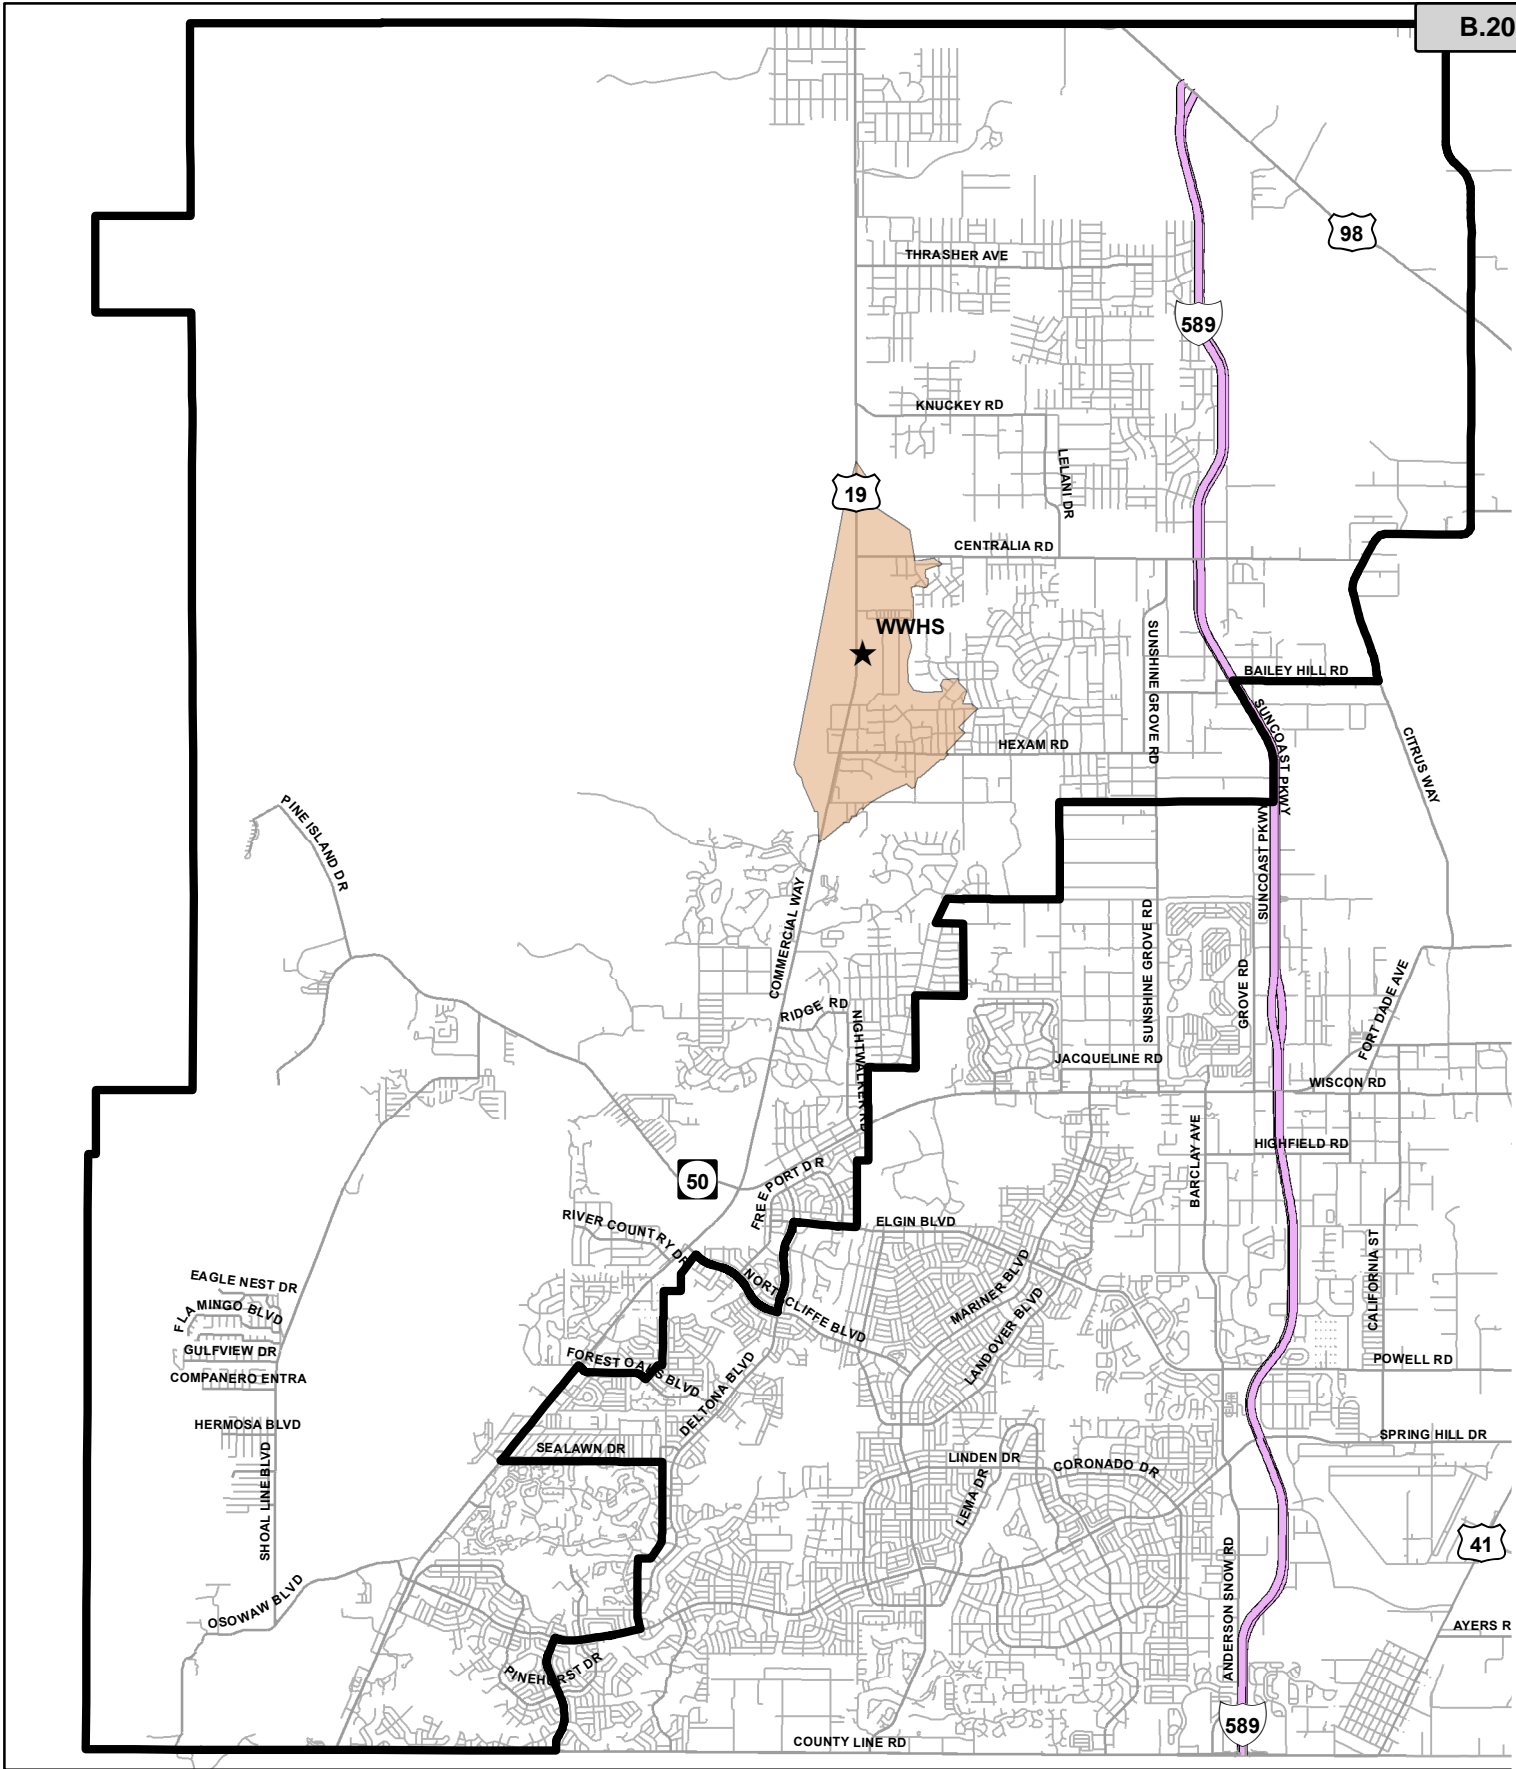 B.20
98
THRASHER AVE
589
KNUCKEY RD
LELANI DR
19
CENTRALIA RD
WWHS
SUNSHINE GROVE RD
BAILEY HILL RD
SUNCOAST PKWY
CITRUS WAY
HEXAM RD
PINE ISLAND DR
SUNCOAST PKWY
COMMERCIAL WAY
SUNSHINE GROVE RD
GROVE RD
FORT DADE AVE
RIDGE RD
NIGHTWALKER RD
JACQUELINE RD
WISCON RD
BARCLAY AVE
HIGHFIELD RD
50
FREEPORT DR
RIVER COUNTRY DR
ELGIN BLVD
EAGLE NEST DR
FLAMINGO BLVD
NORTHCLIFFE BLVD
MARINER BLVD
LANDOVER BLVD
CALIFORNIA ST
GULFVIEW DR
FOREST OAKS BLVD
POWELL RD
COMPANERO ENTRA
DELTONA BLVD
HERMOSA BLVD
SPRING HILL DR
SEALAWN DR
LINDEN DR
CORONADO DR
SHOAL LINE BLVD
LEMA DR
41
ANDERSON SNOW RD
OSOWAW BLVD
AYERS R
PINEHURST DR
589
COUNTY LINE RD